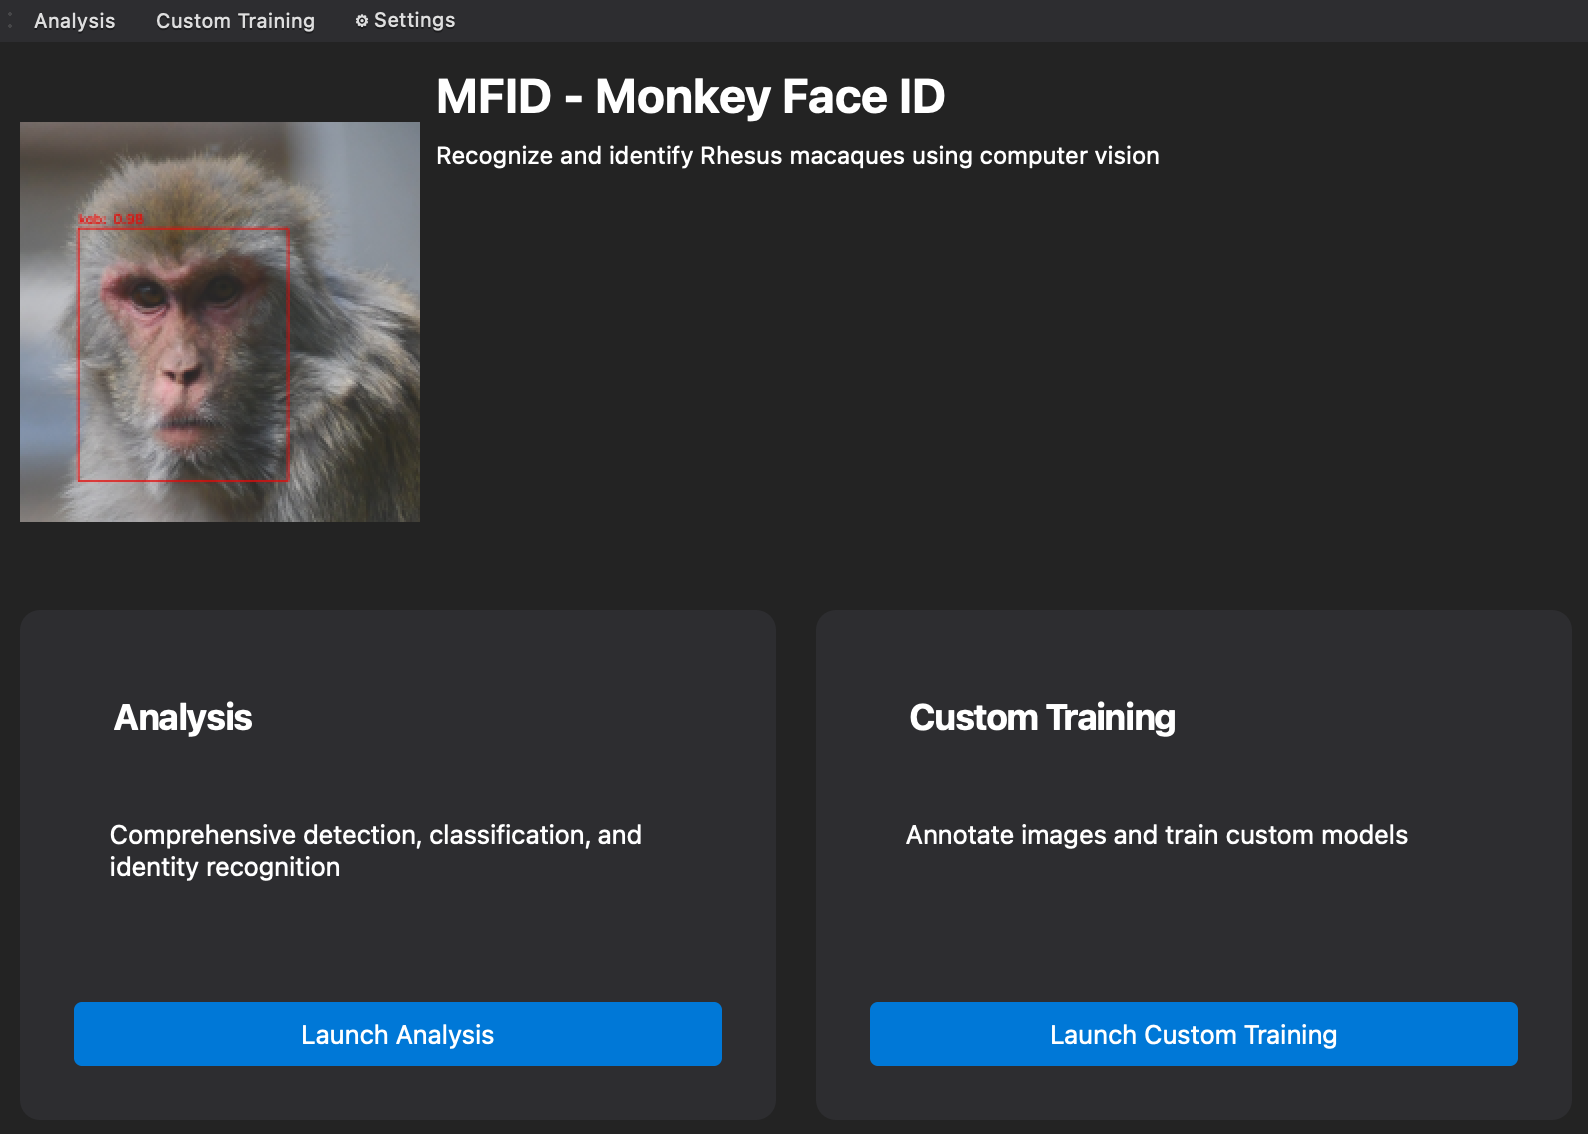 Analysis
Custom Training
Settings
MFID - Monkey Face ID
Recognize and identify Rhesus macaques using computer vision
0.98
Analysis
Comprehensive detection, classification, and
identity recognition
Launch Analysis
Custom Training
Annotate images and train custom models
Launch Custom Training